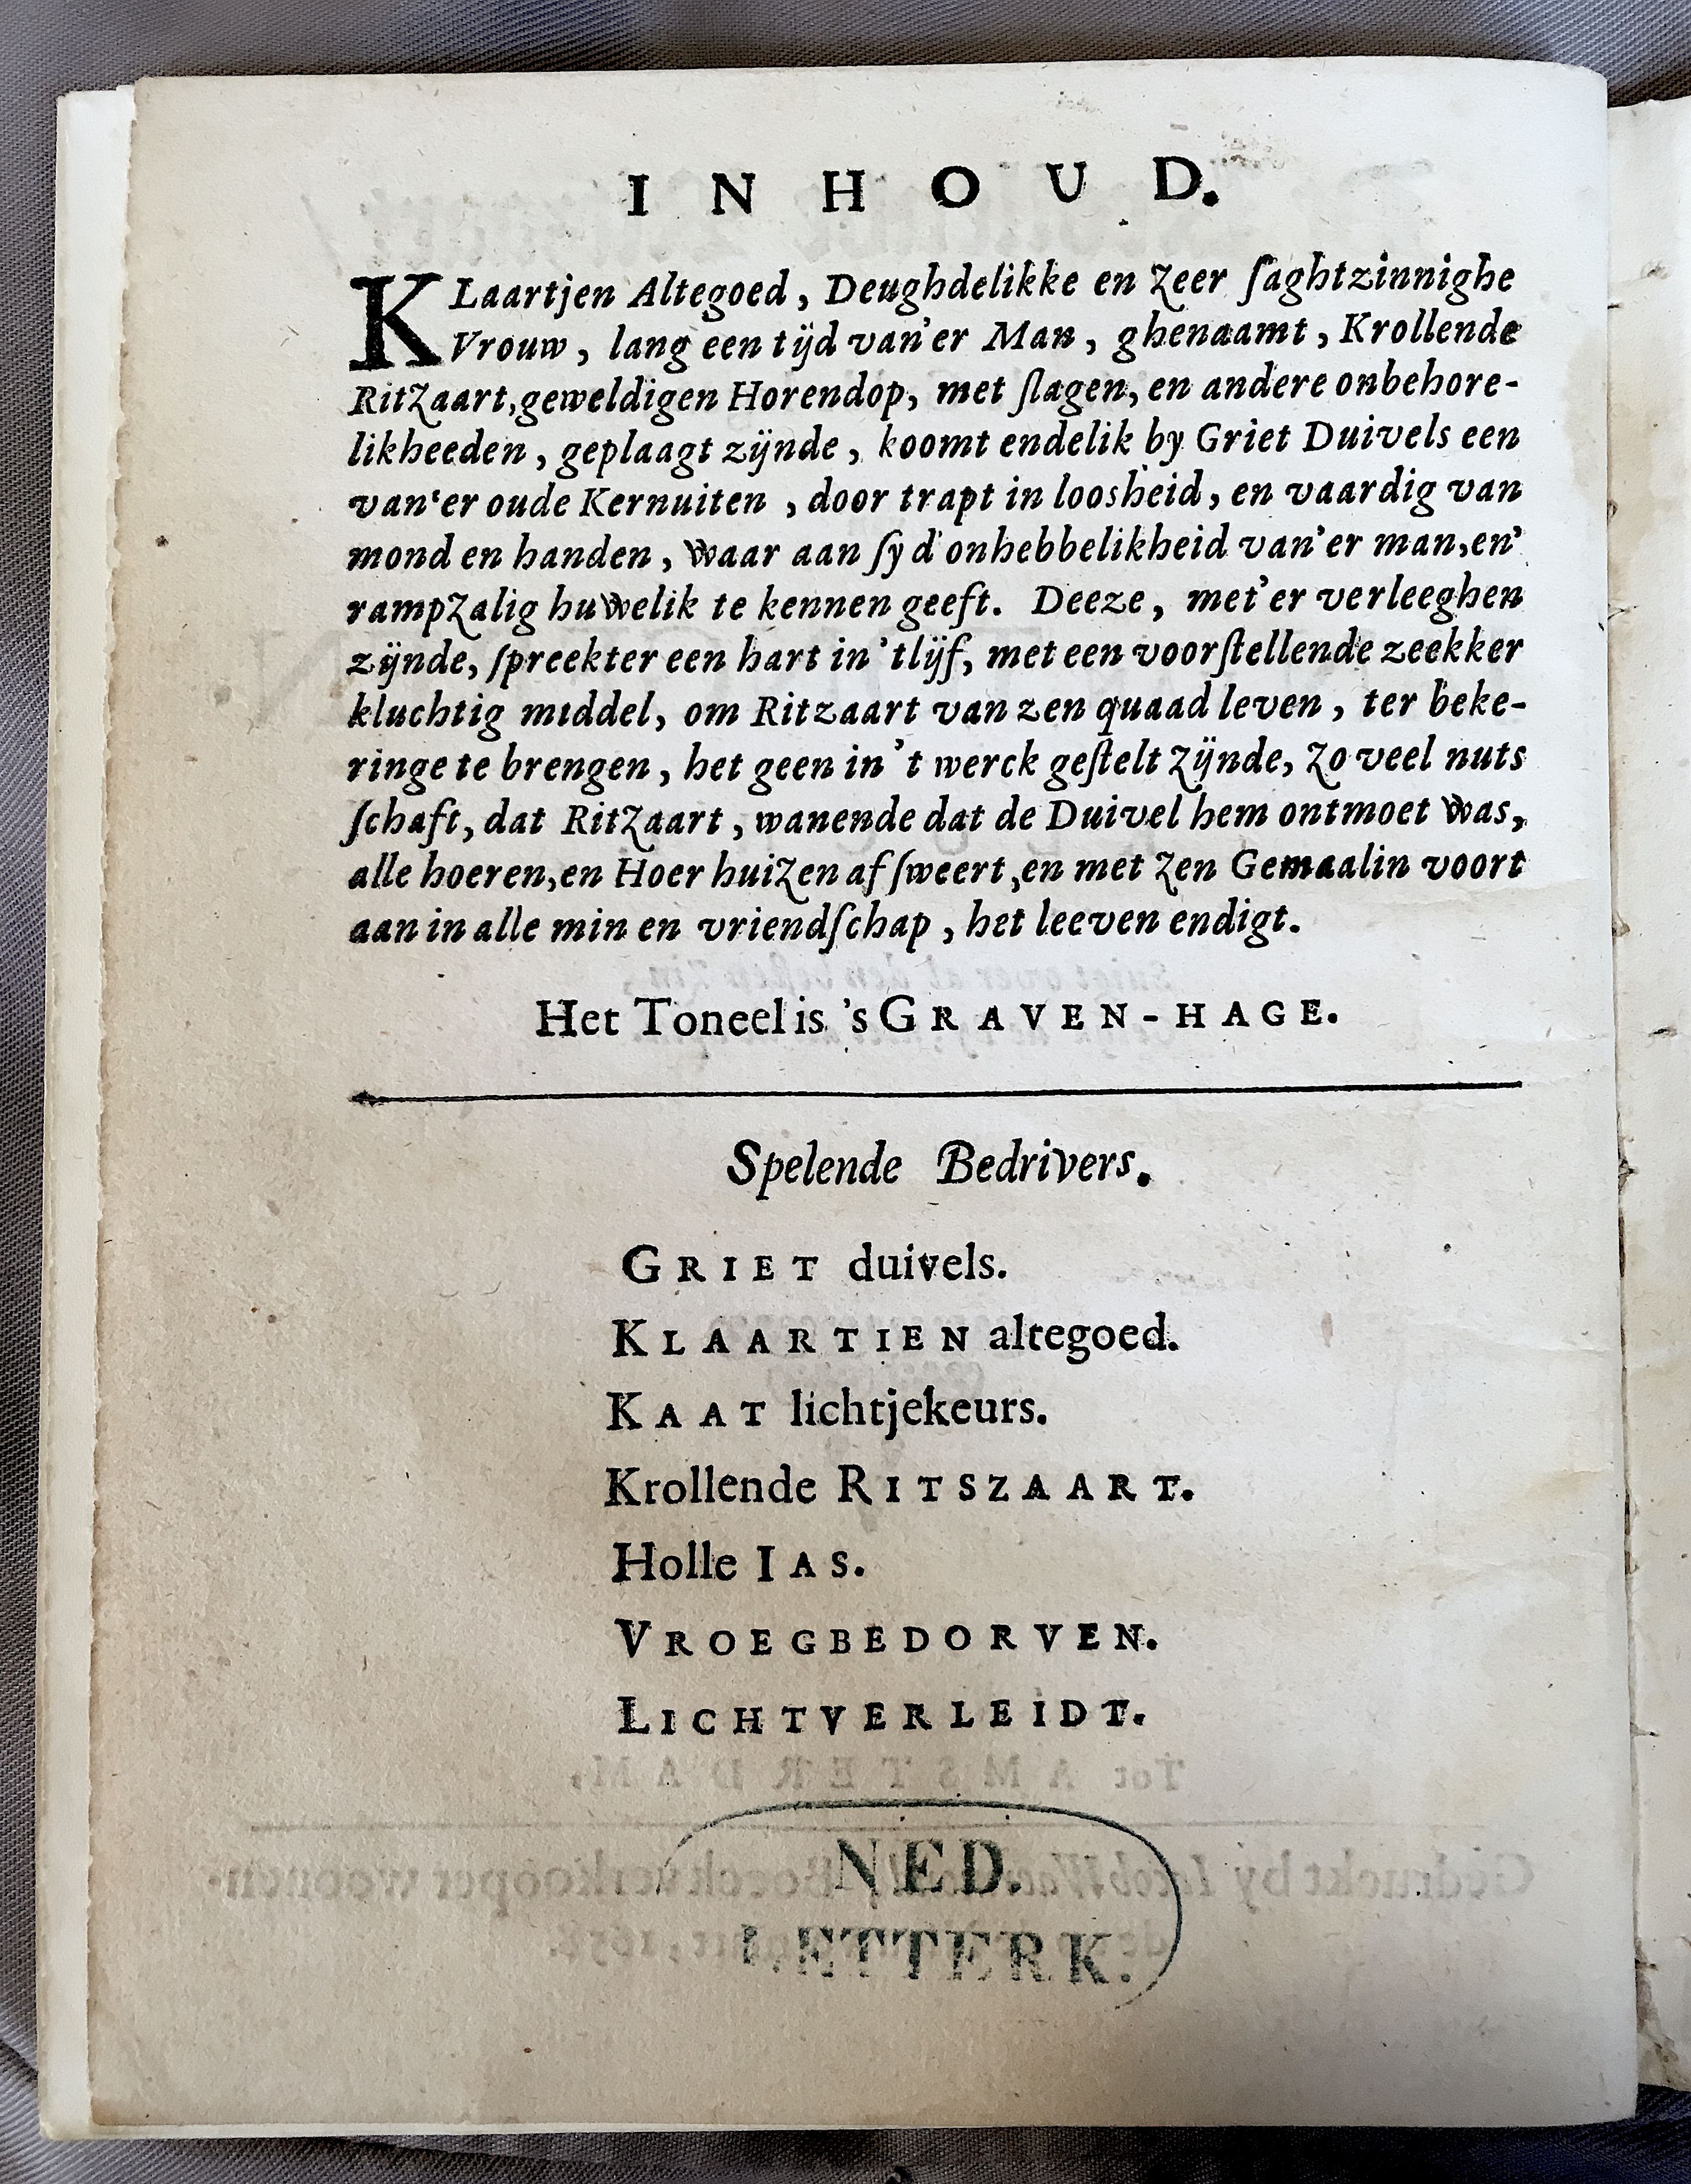 INHOUD.
KLaartjen Altegoed, Deughdelikke en zeer ſaghtzinnighe
Vrouw, lang een tijd van'er Man, ghenaamt, Krollende
Ritzaart, geweldigen Horendop, met ſlagen, en andere onbehore-
likheeden, geplaagt zijnde, koomt endelik by Griet Duivels een
van'er oude Kernuiten, door trapt in loosheid, en vaardig van
mond en handen, waar aan ſy d'onhebbelikheid van'er man, en'
rampzalig huwelik te kennen geeft. Deeze, met'er verleeghen
zijnde, ſpreekter een hart in 'tlijf, met een voorſtellende zeekker
kluchtig middel, om Ritzaart van zen quaad leven, ter beke-
ringe te brengen, het geen in 't werck geſtelt zijnde, zo veel nuts
ſchaft, dat Ritzaart, wanende dat de Duivel hem ontmoet was,
alle hoeren, en Hoer huizen af ſweert, en met zen Gemaalin voort
aan in alle min en vriendſchap, het leeven endigt.
Het Toneel is 's GRAVEN-HAGE.
Spelende Bedrivers.
GRIET duivels.
KLAARTIEN altegoed.
KAAT lichtjekeurs.
Krollende RITSZAART.
Holle IAS.
VROEGBEDORVEN.
LICHTVERLEIDT.
NED.
LETTERK.